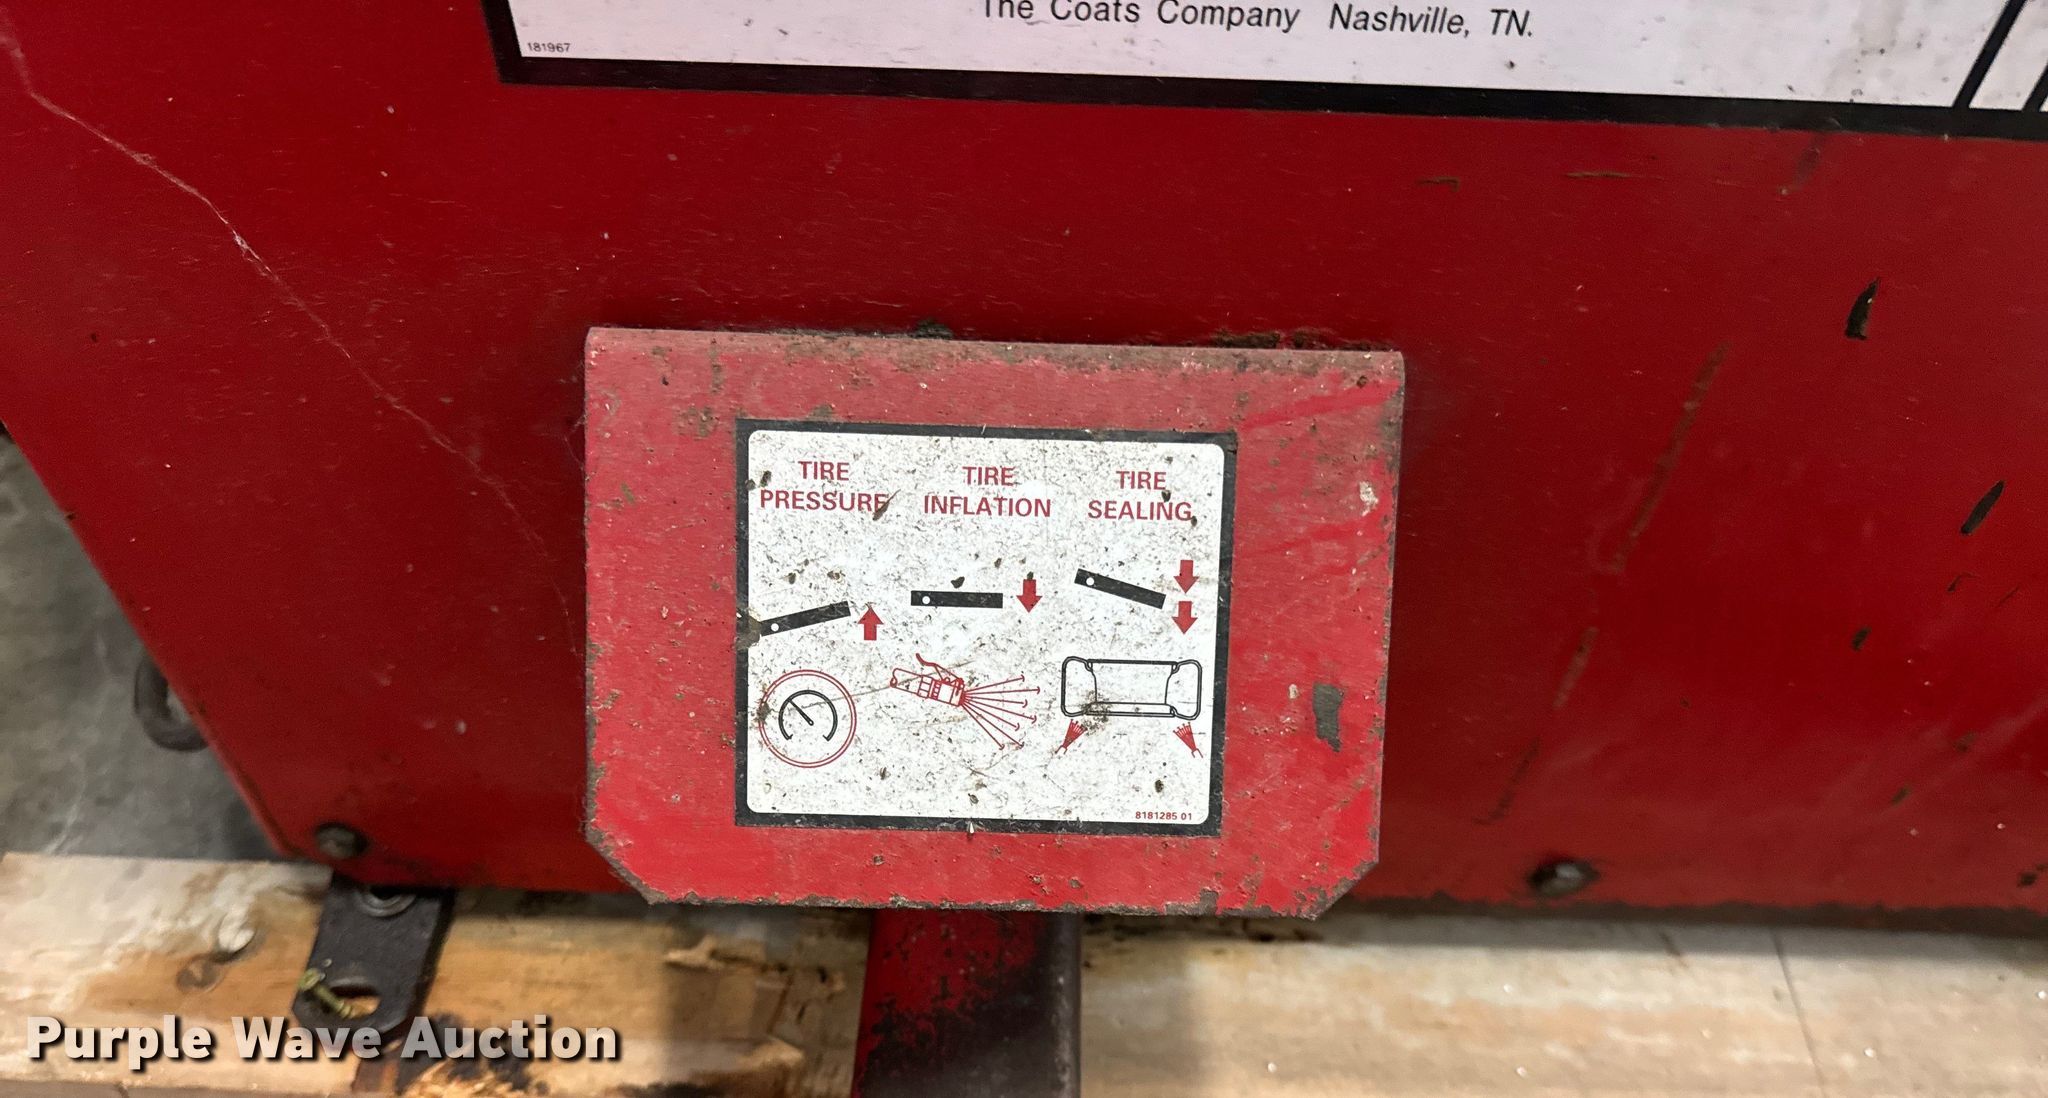 The Coats Company Nashville, TN.
181967
TIRE PRESSURE
TIRE INFLATION
TIRE SEALING
8181285 01
Purple Wave Auction